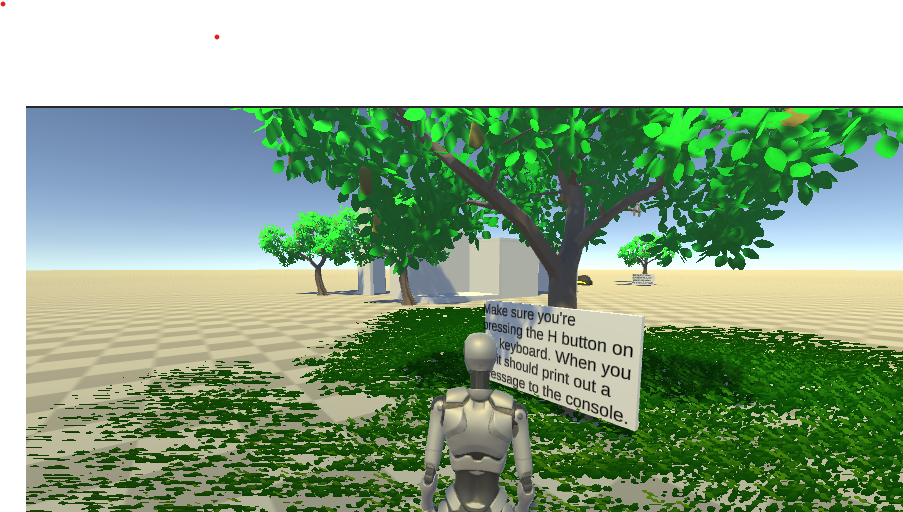 Make sure you're
pressing the H button on
keyboard. When you
it should print out a
message to the console.